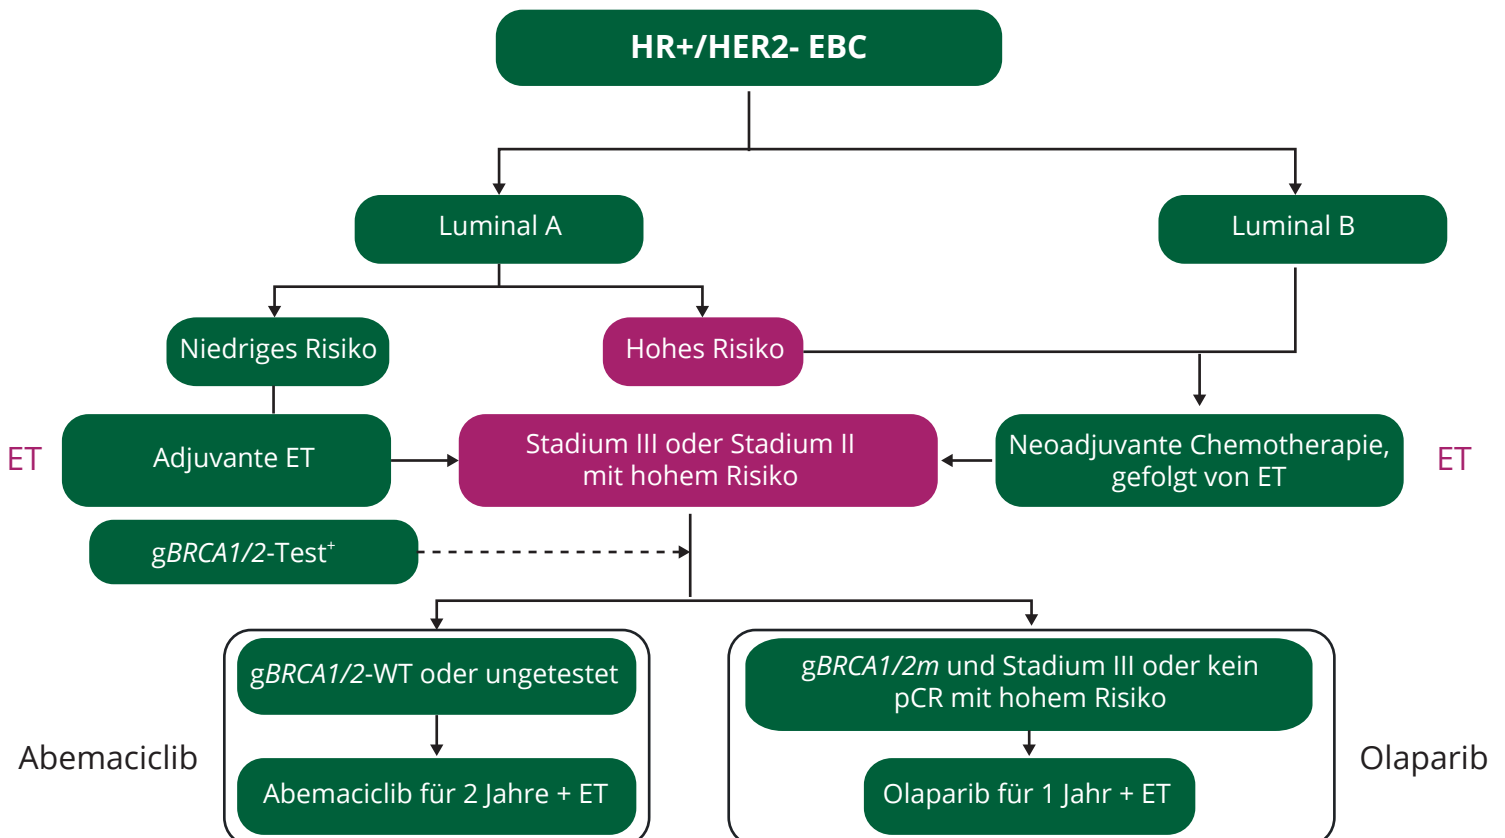 HR+/HER2- EBC
Luminal A
Luminal B
Niedriges Risiko
Hohes Risiko
ET
Adjuvante ET
Stadium III oder Stadium II
mit hohem Risiko
Neoadjuvante Chemotherapie,
gefolgt von ET
ET
gBRCA1/2-Test+
gBRCA1/2-WT oder ungetestet
gBRCA1/2m und Stadium III oder kein
pCR mit hohem Risiko
Abemaciclib
Olaparib
Abemaciclib für 2 Jahre + ET
Olaparib für 1 Jahr + ET